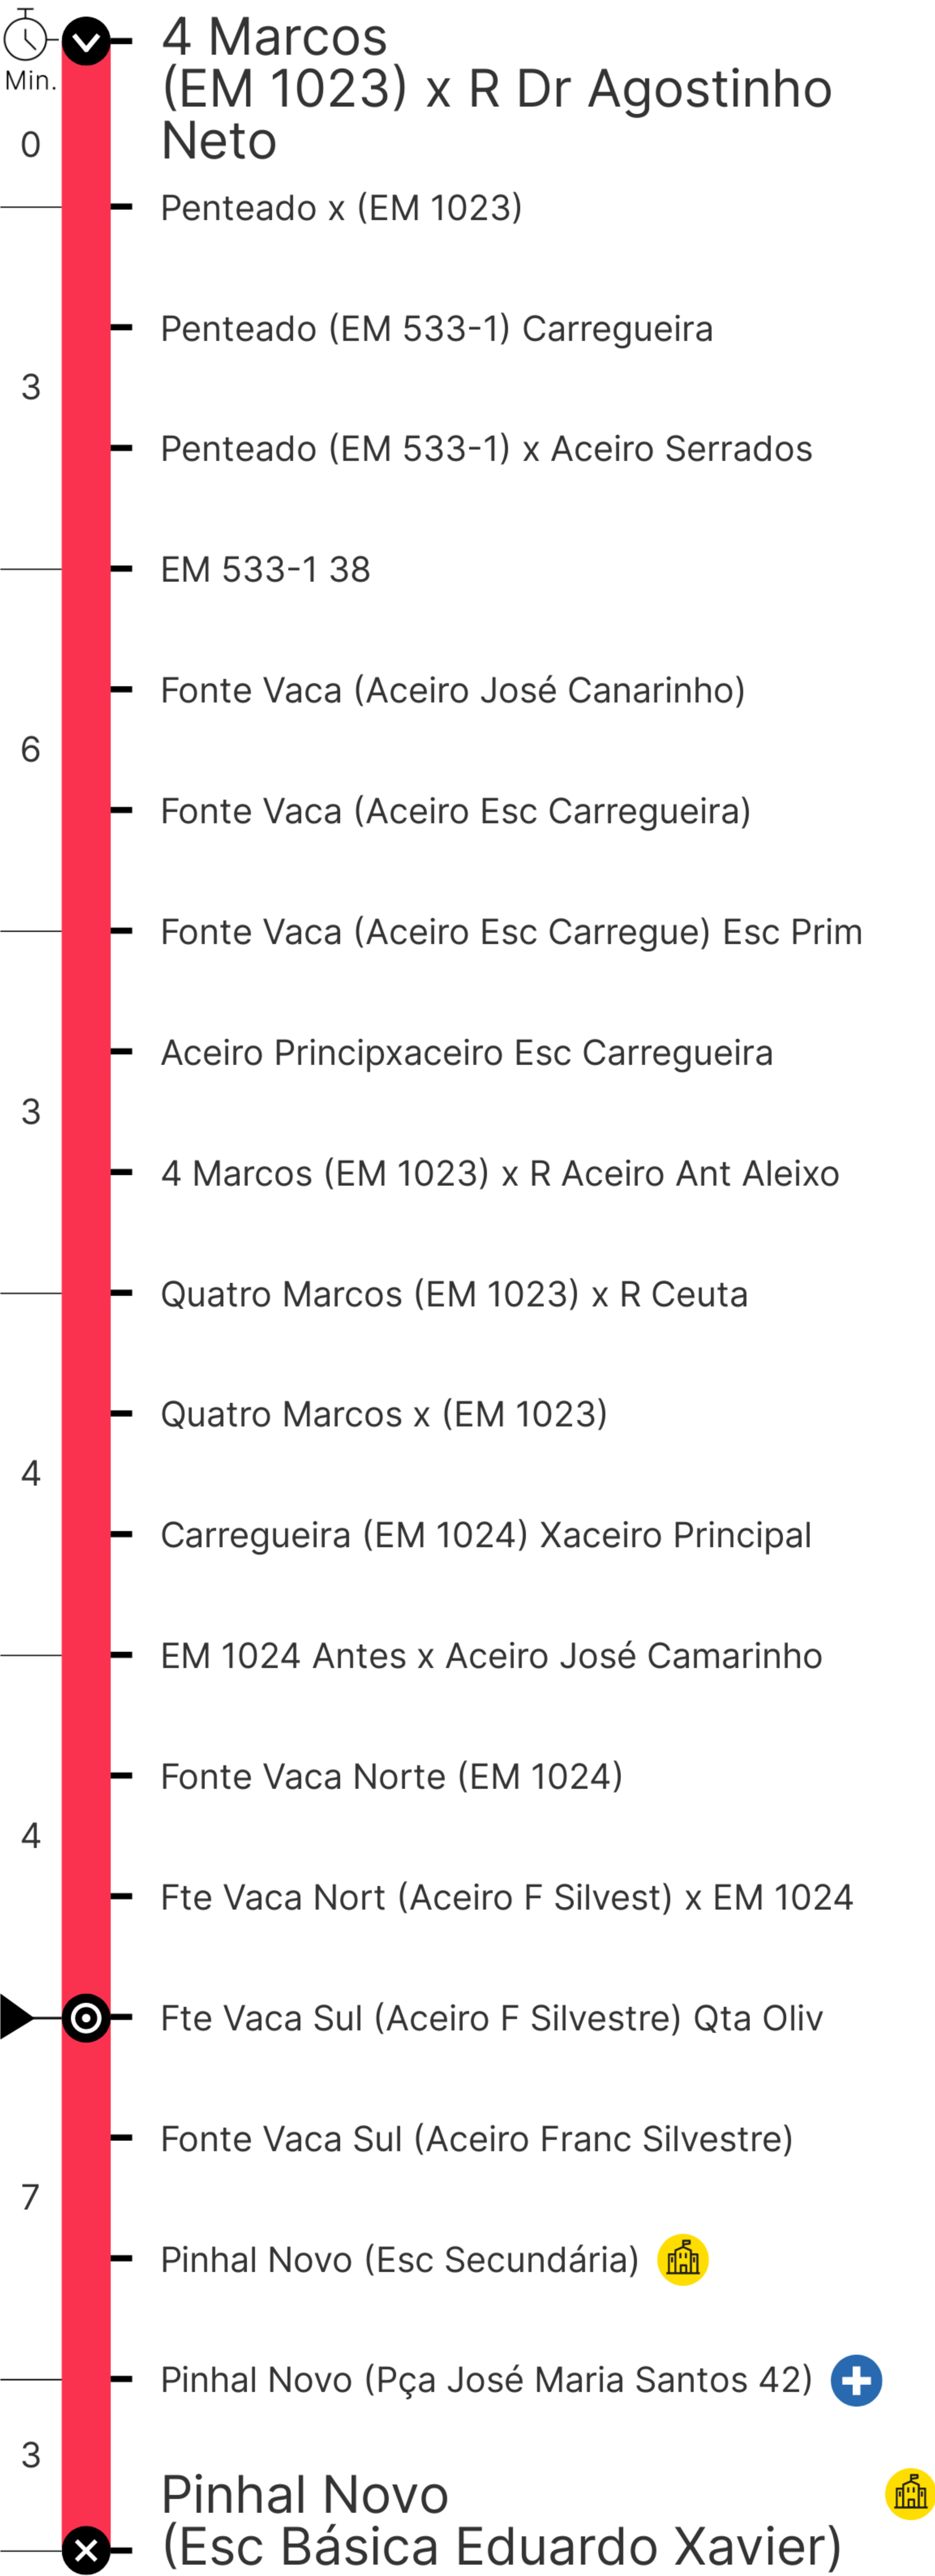 4 Marcos
(EM 1023) x R Dr Agostinho
Neto
Min.
0
Penteado x (EM 1023)
Penteado (EM 533-1) Carregueira
3
Penteado (EM 533-1) x Aceiro Serrados
EM 533-1 38
Fonte Vaca (Aceiro José Canarinho)
6
Fonte Vaca (Aceiro Esc Carregueira)
Fonte Vaca (Aceiro Esc Carregue) Esc Prim
Aceiro Principxaceiro Esc Carregueira
3
4 Marcos (EM 1023) x R Aceiro Ant Aleixo
Quatro Marcos (EM 1023) x R Ceuta
Quatro Marcos x (EM 1023)
4
Carregueira (EM 1024) Xaceiro Principal
EM 1024 Antes x Aceiro José Camarinho
Fonte Vaca Norte (EM 1024)
4
Fte Vaca Nort (Aceiro F Silvest) x EM 1024
Fte Vaca Sul (Aceiro F Silvestre) Qta Oliv
Fonte Vaca Sul (Aceiro Franc Silvestre)
7
Pinhal Novo (Esc Secundária)
Pinhal Novo (Pça José Maria Santos 42)
3
Pinhal Novo
(Esc Básica Eduardo Xavier)